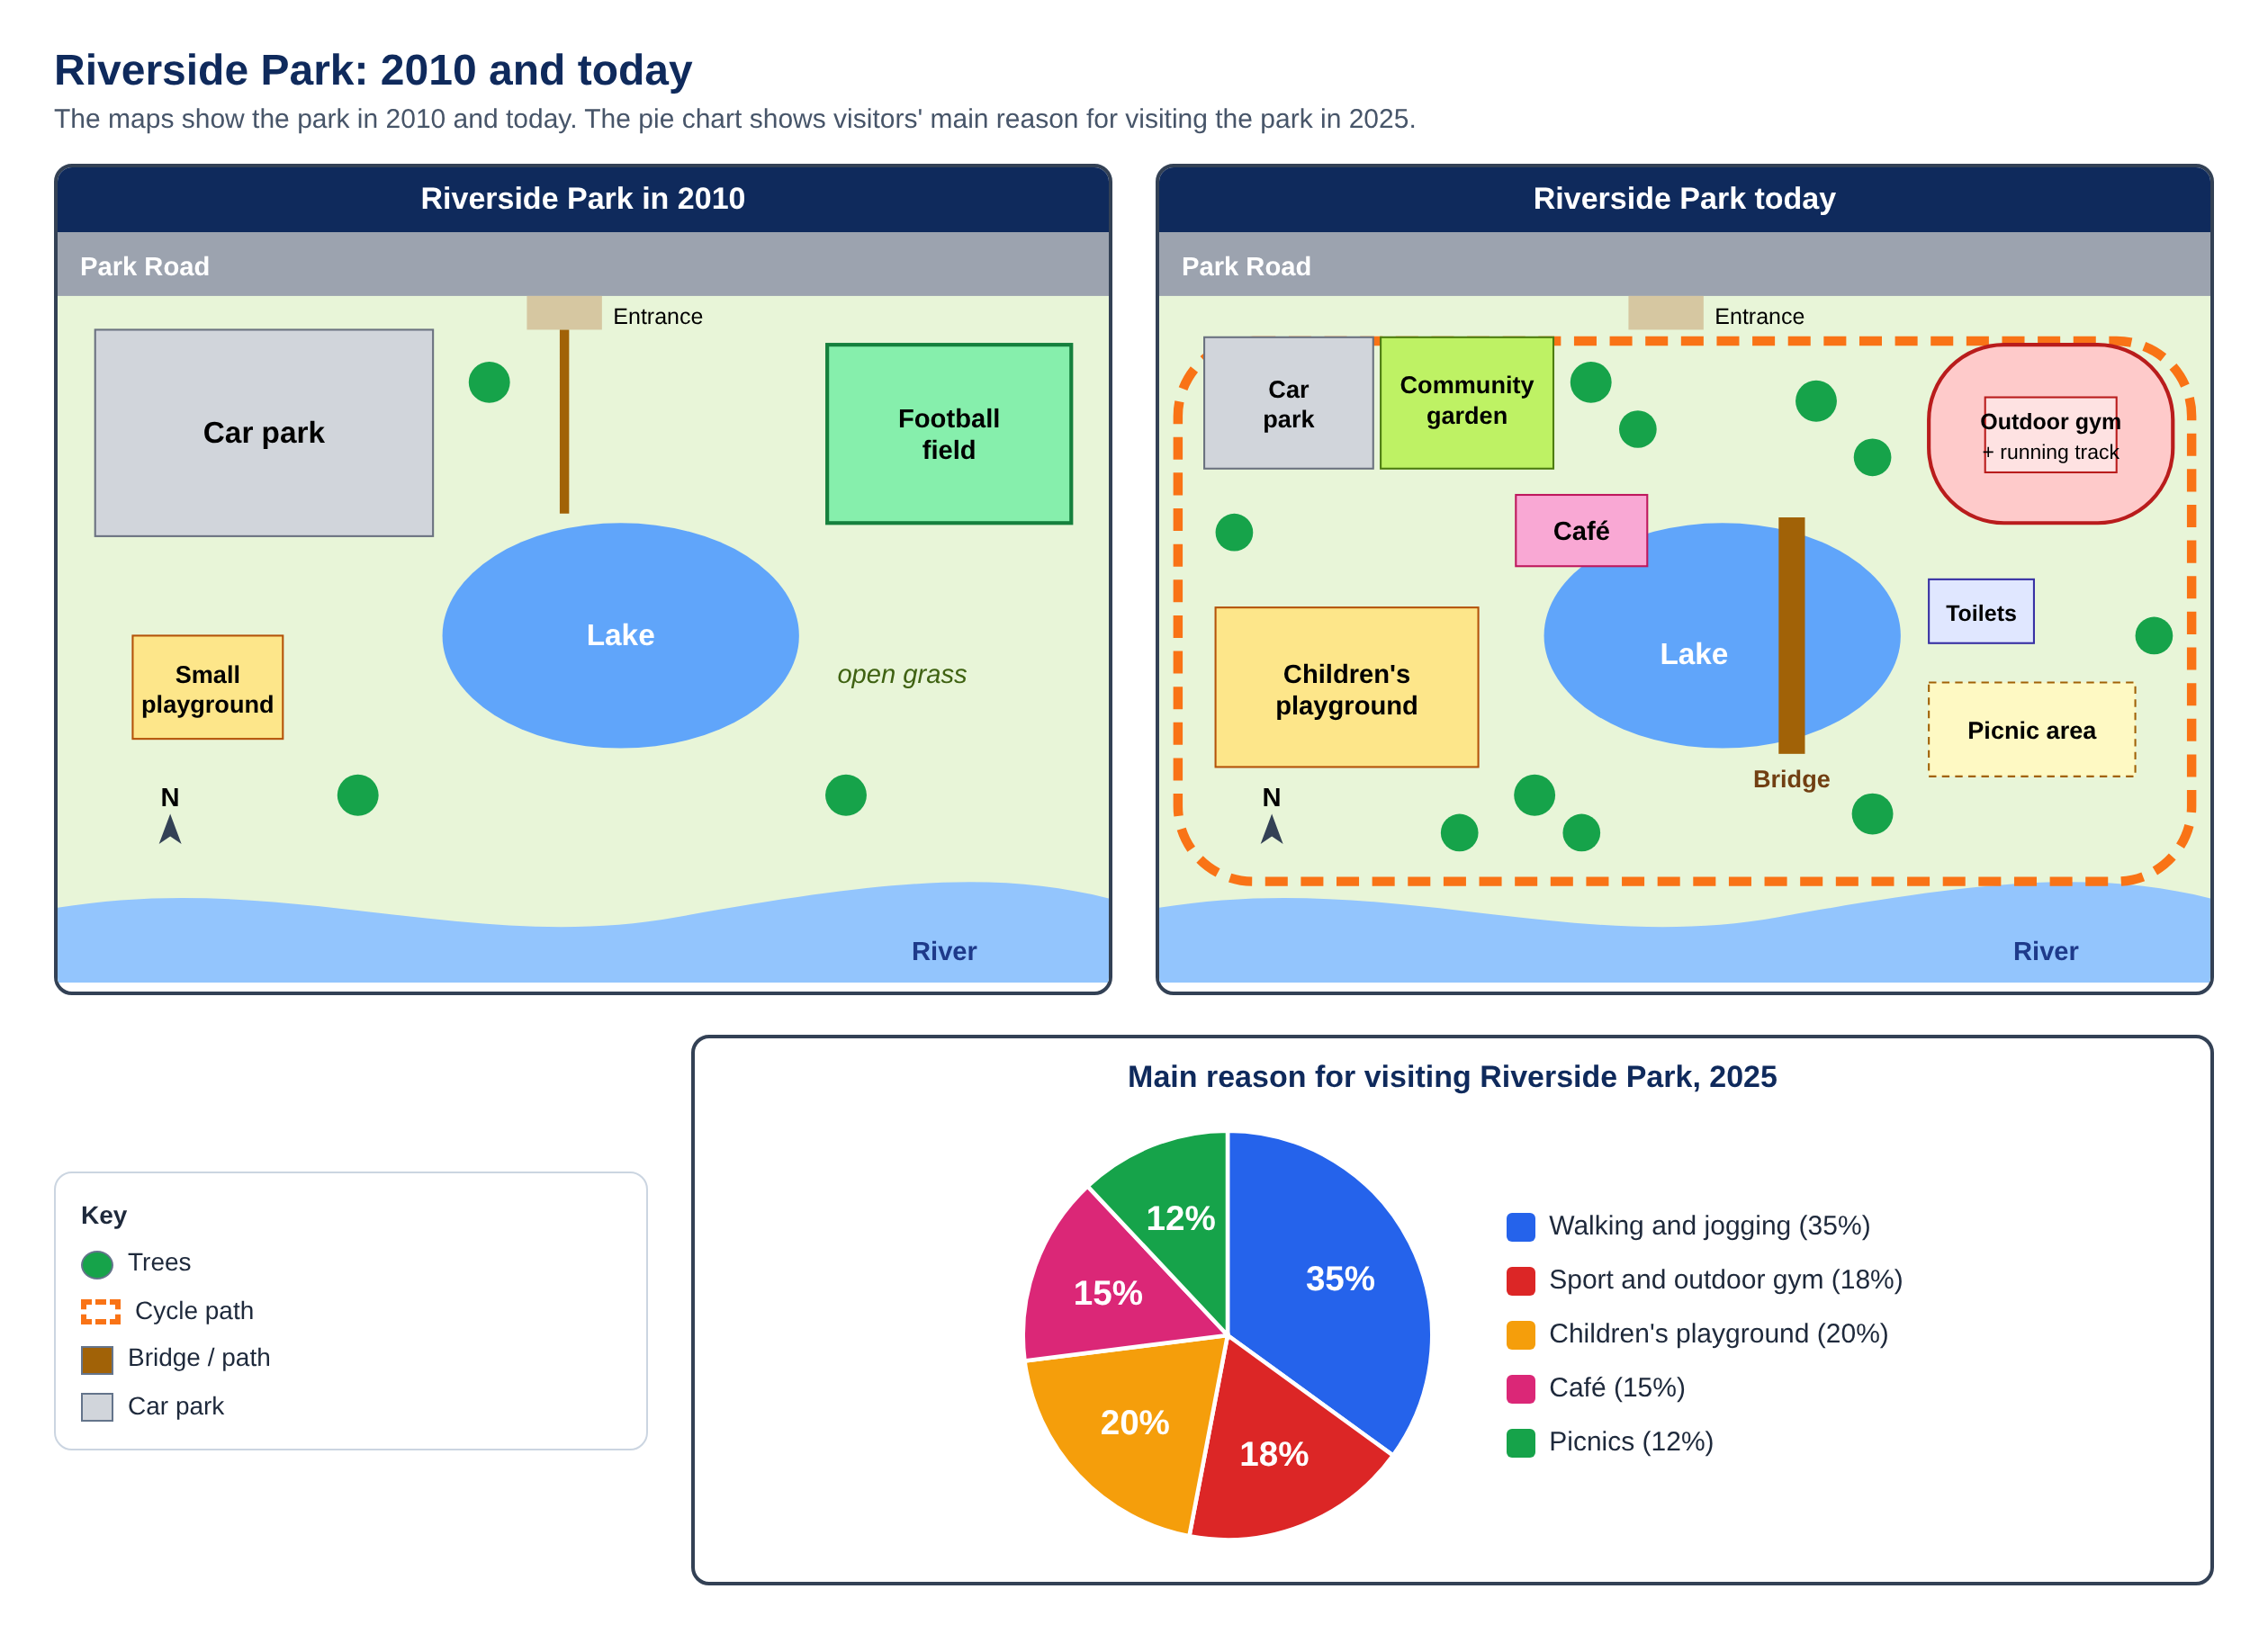 Riverside Park: 2010 and today
The maps show the park in 2010 and today. The pie chart shows visitors' main reason for visiting the park in 2025.
Riverside Park in 2010
Park Road
Entrance
Car park
Football
field
Lake
Small
playground
open grass
N
River
Riverside Park today
Park Road
Entrance
Car
park
Community
garden
Outdoor gym
+ running track
Café
Toilets
Lake
Children's
playground
Picnic area
Bridge
N
River
Key
Trees
Cycle path
Bridge / path
Car park
Main reason for visiting Riverside Park, 2025
12%
35%
15%
20%
18%
Walking and jogging (35%)
Sport and outdoor gym (18%)
Children's playground (20%)
Café (15%)
Picnics (12%)